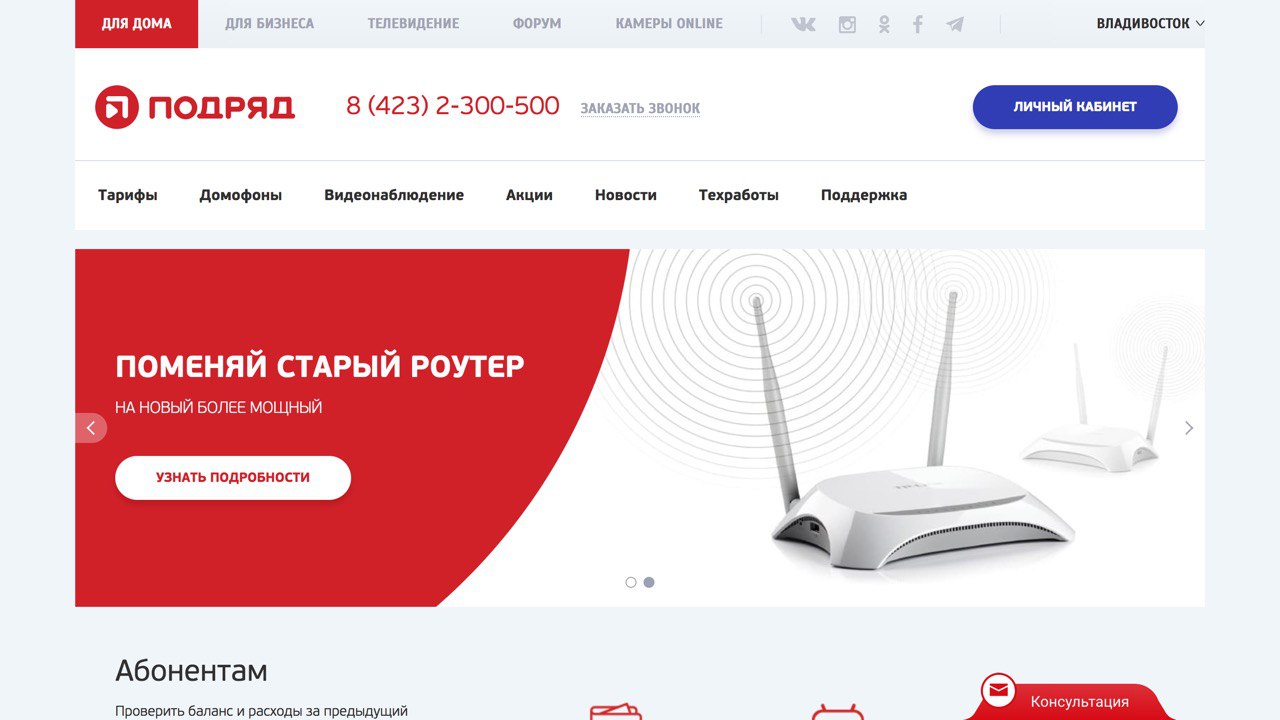 ДЛЯ ДОМА ДЛЯ БИЗНЕСА ТЕЛЕВИДЕНИЕ ФОРУМ КАМЕРЫ ONLINE ВЛАДИВОСТОК
ПОДРЯД 8 (423) 2-300-500 ЗАКАЗАТЬ ЗВОНОК ЛИЧНЫЙ КАБИНЕТ
Тарифы Домофоны Видеонаблюдение Акции Новости Техработы Поддержка
ПОМЕНЯЙ СТАРЫЙ РОУТЕР
НА НОВЫЙ БОЛЕЕ МОЩНЫЙ
УЗНАТЬ ПОДРОБНОСТИ
Абонентам
Проверить баланс и расходы за предыдущий
Консультация